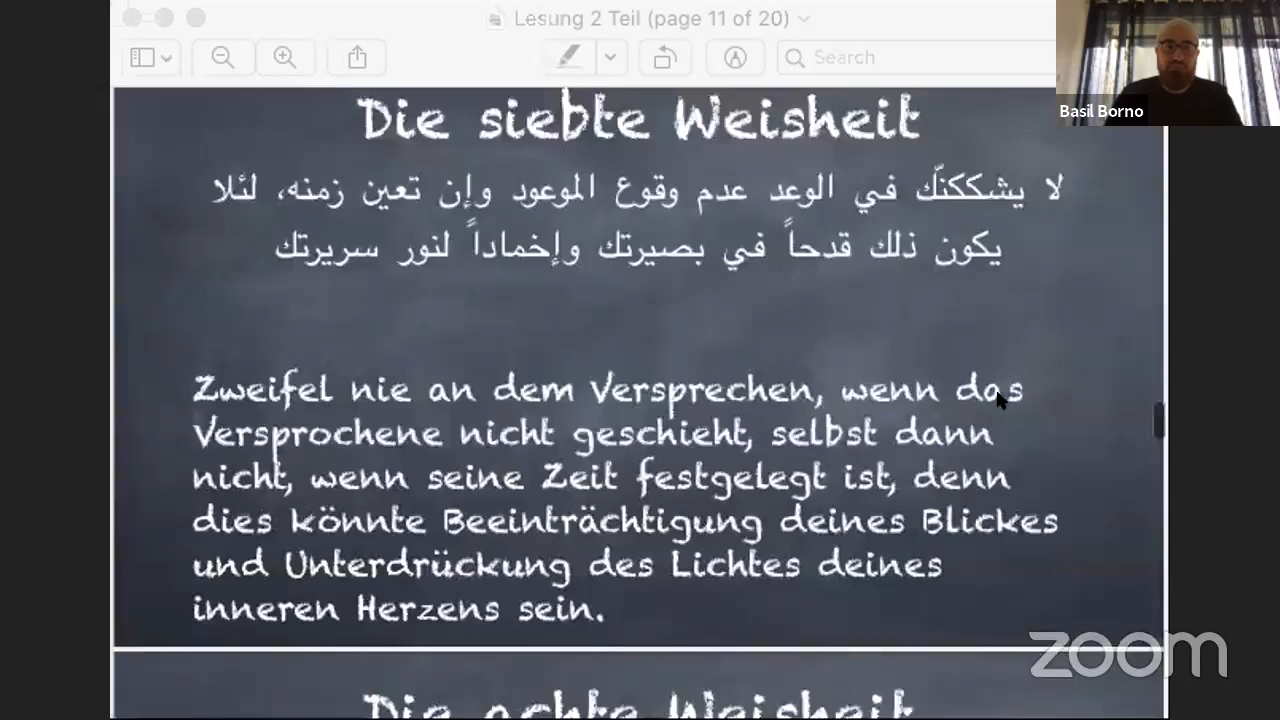 Lesung 2 Teil (page 11 of 20)
Search
Basil Borno
Die siebte Weisheit
لا يشككنّك في الوعد عدم وقوع الموعود وإن تعين زمنه، لئلا
يكون ذلك قدحاً في بصيرتك وإخماداً لنور سريرتك
Zweifel nie an dem Versprechen, wenn das
Versprochene nicht geschieht, selbst dann
nicht, wenn seine Zeit festgelegt ist, denn
dies könnte Beeinträchtigung deines Blickes
und Unterdrückung des Lichtes deines
inneren Herzens sein.
zoom
Die achte Weisheit